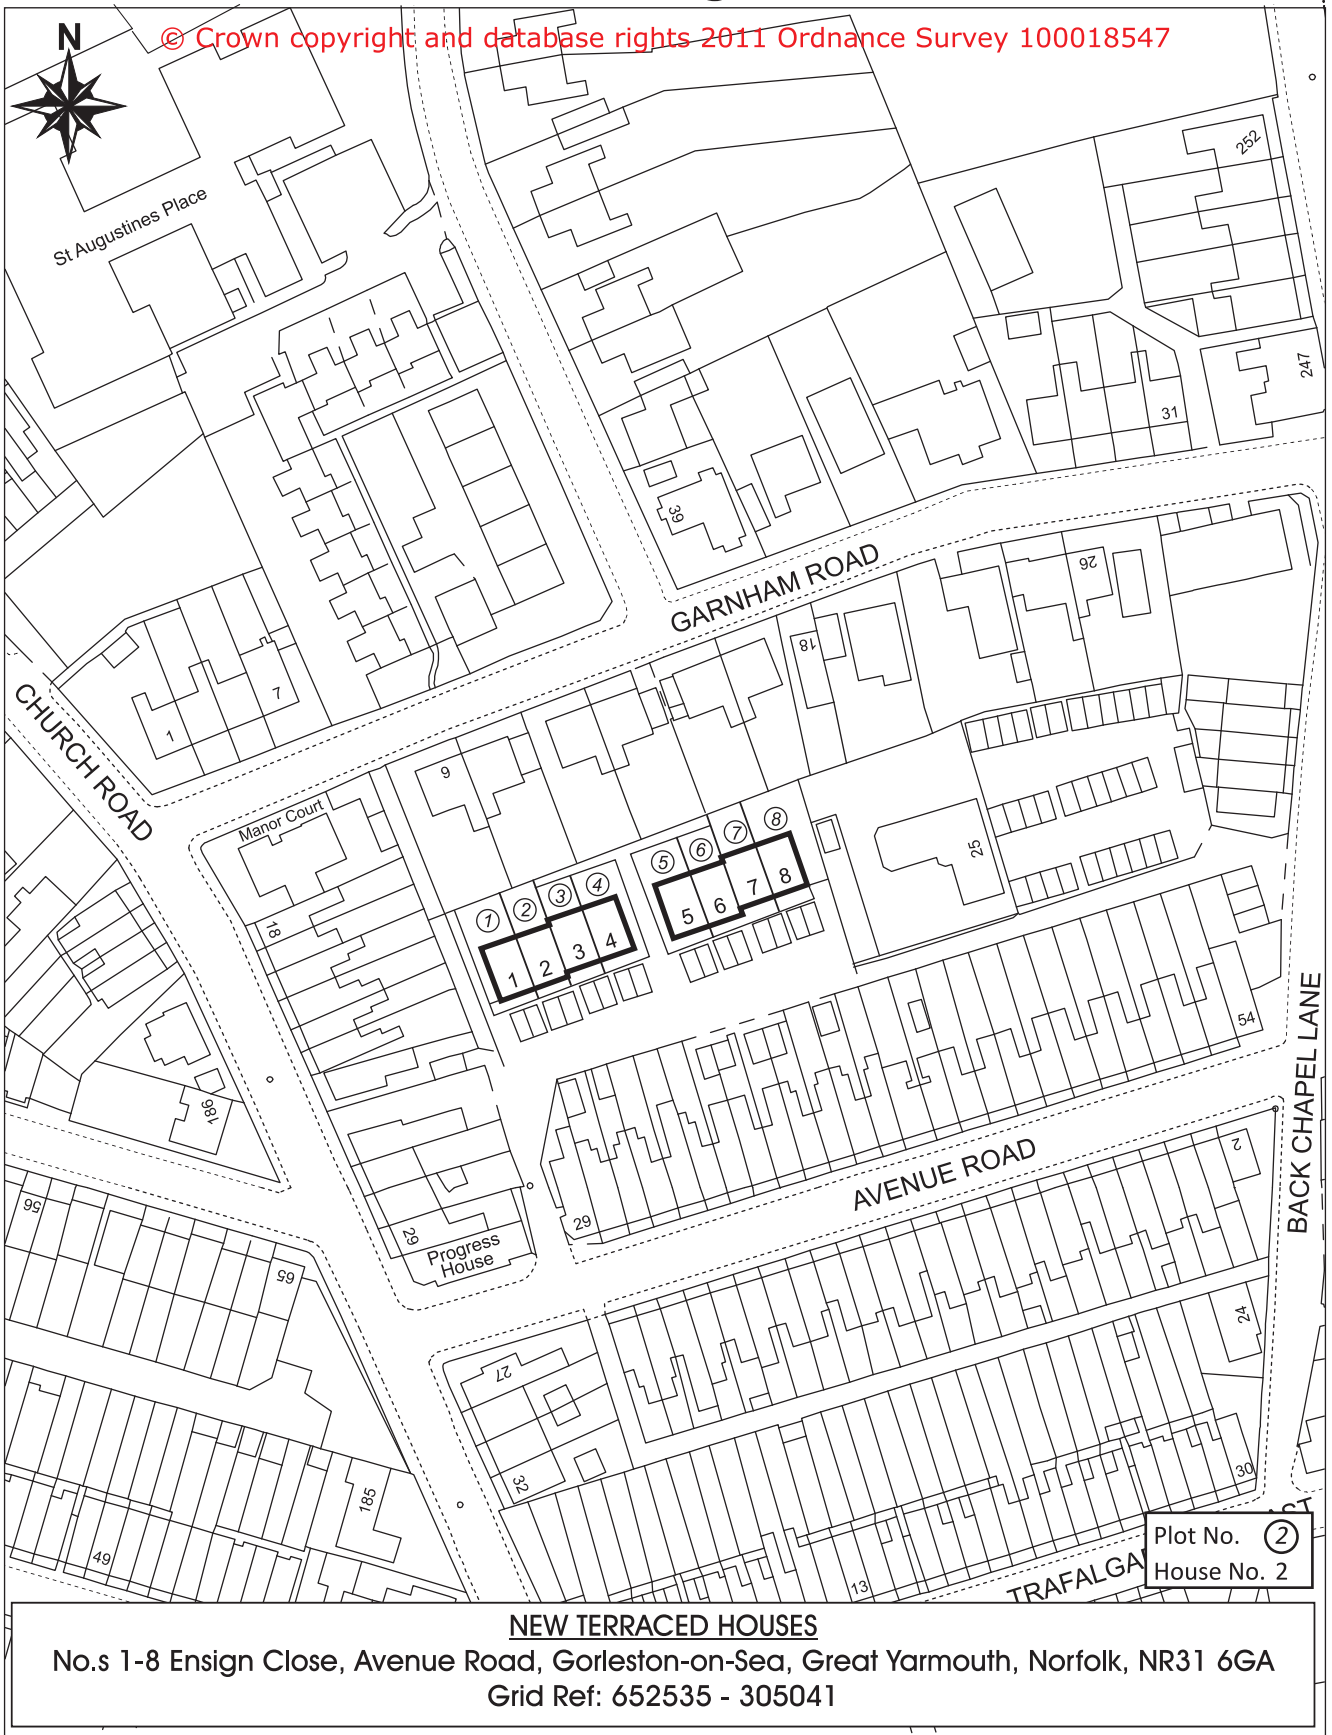 N
© Crown copyright and database rights 2011 Ordnance Survey 100018547
252
St Augustines Place
247
31
39
GARNHAM ROAD
26
18
7
1
CHURCH ROAD
9
Manor Court
18
1 2 3 4
1 2 3 4
5 6 7 8
5 6 7 8
25
54
BACK CHAPEL LANE
186
AVENUE ROAD
2
56
29
29
Progress
House
65
24
27
32
30
185
49
13
TRAFALGA
ST
Plot No. 2
House No. 2
NEW TERRACED HOUSES
No.s 1-8 Ensign Close, Avenue Road, Gorleston-on-Sea, Great Yarmouth, Norfolk, NR31 6GA
Grid Ref: 652535 - 305041